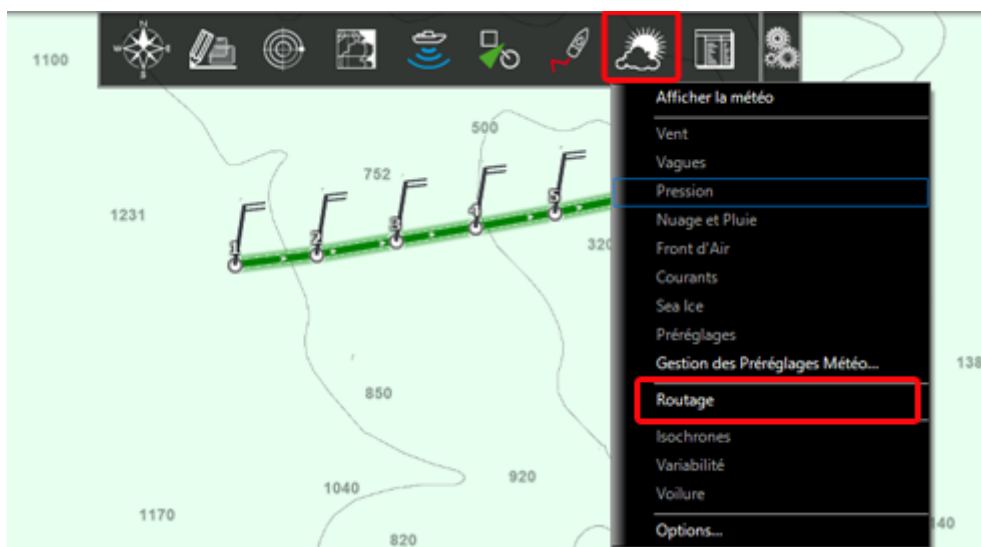 N
W
E
S
1100
Afficher la météo
500
Vent
752
Vagues
Pression
1231
Nuage et Pluie
1
2
3
4
5
320
Front d'Air
Courants
Sea Ice
Préréglages
Gestion des Préréglages Météo...
138
850
Routage
Isochrones
Variabilité
920
1040
Voilure
1170
Options...
140
820